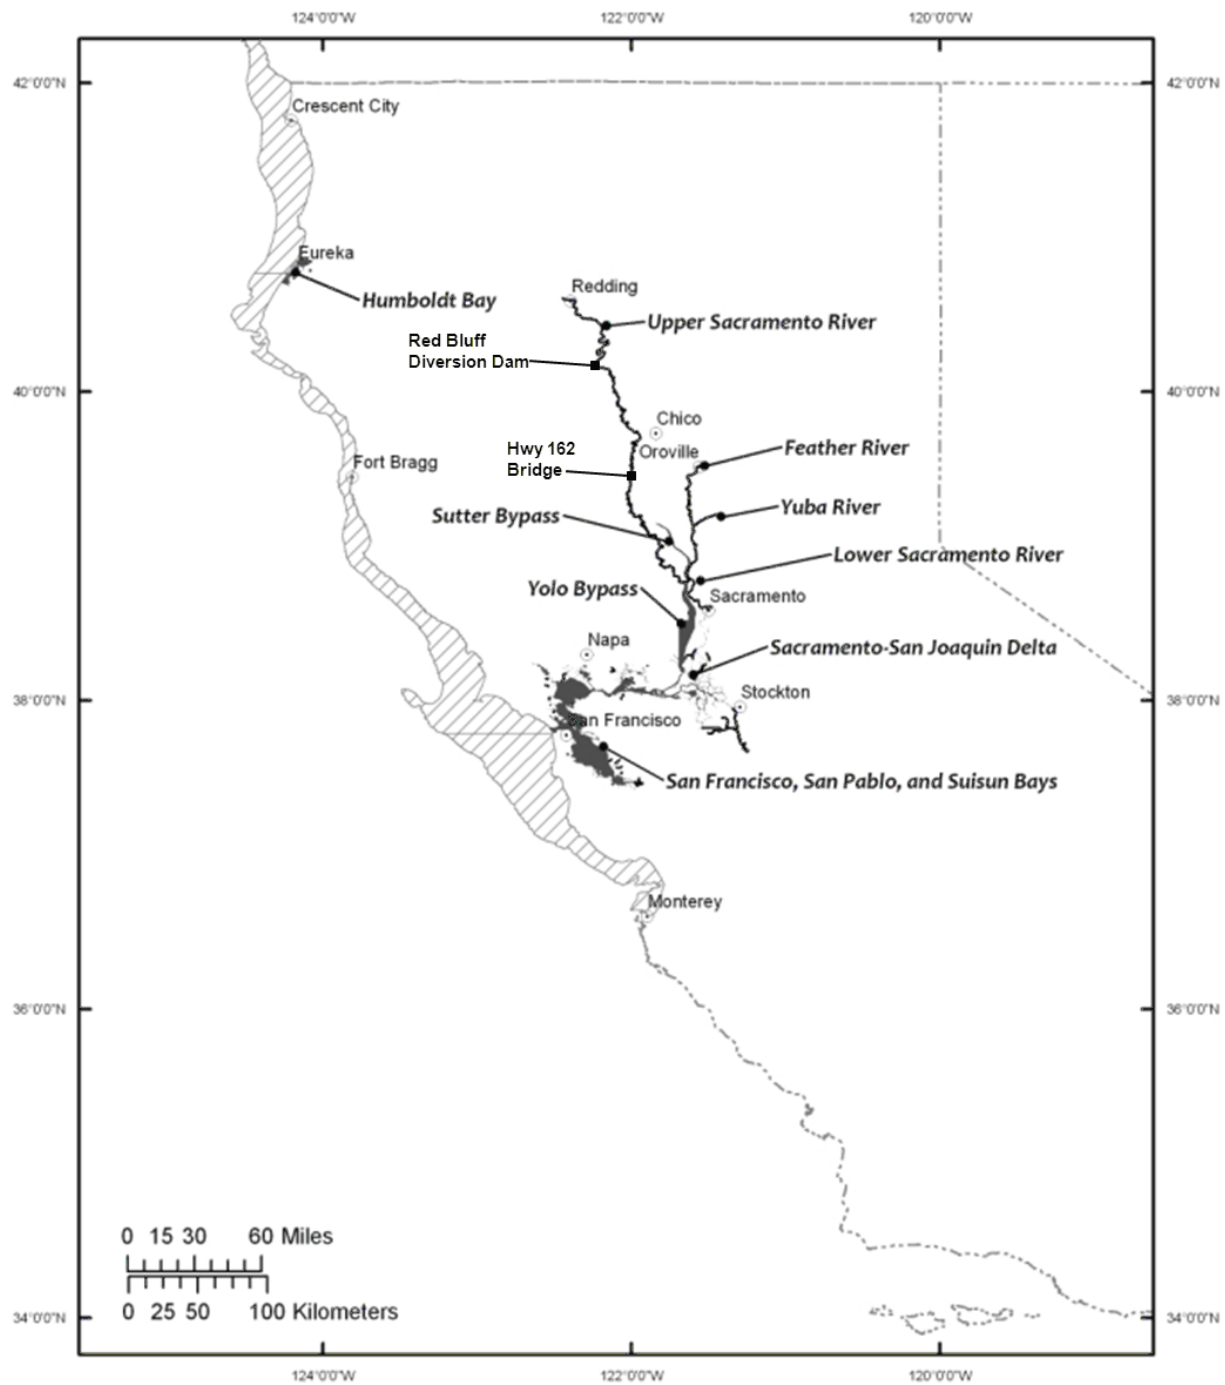 124°0'0"W 122°0'0"W 120°0'0"W
42°0'0"N 42°0'0"N
Crescent City
Eureka
Humboldt Bay
Redding
Upper Sacramento River
Red Bluff
Diversion Dam
40°0'0"N 40°0'0"N
Chico
Oroville
Feather River
Hwy 162
Bridge
Fort Bragg
Yuba River
Sutter Bypass
Lower Sacramento River
Yolo Bypass
Sacramento
Napa
Sacramento-San Joaquin Delta
Stockton
38°0'0"N 38°0'0"N
San Francisco
San Francisco, San Pablo, and Suisun Bays
Monterey
36°0'0"N 36°0'0"N
0 15 30 60 Miles
0 25 50 100 Kilometers
34°0'0"N 34°0'0"N
124°0'0"W 122°0'0"W 120°0'0"W